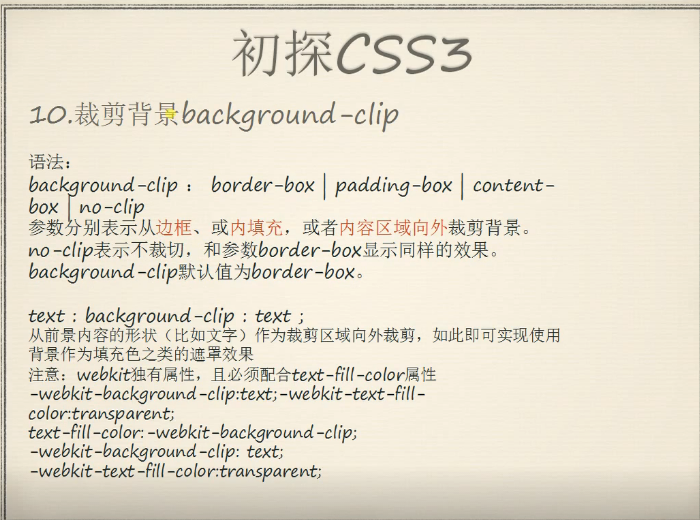 初探CSS3
10.裁剪背景background-clip
语法：
background-clip ： border-box | padding-box | content-
box | no-clip
参数分别表示从边框、或内填充，或者内容区域向外裁剪背景。
no-clip表示不裁切，和参数border-box显示同样的效果。
background-clip默认值为border-box。
text : background-clip : text ;
从前景内容的形状（比如文字）作为裁剪区域向外裁剪，如此即可实现使用
背景作为填充色之类的遮罩效果
注意：webkit独有属性，且必须配合text-fill-color属性
-webkit-background-clip:text;-webkit-text-fill-
color:transparent;
text-fill-color:-webkit-background-clip;
-webkit-background-clip: text;
-webkit-text-fill-color:transparent;